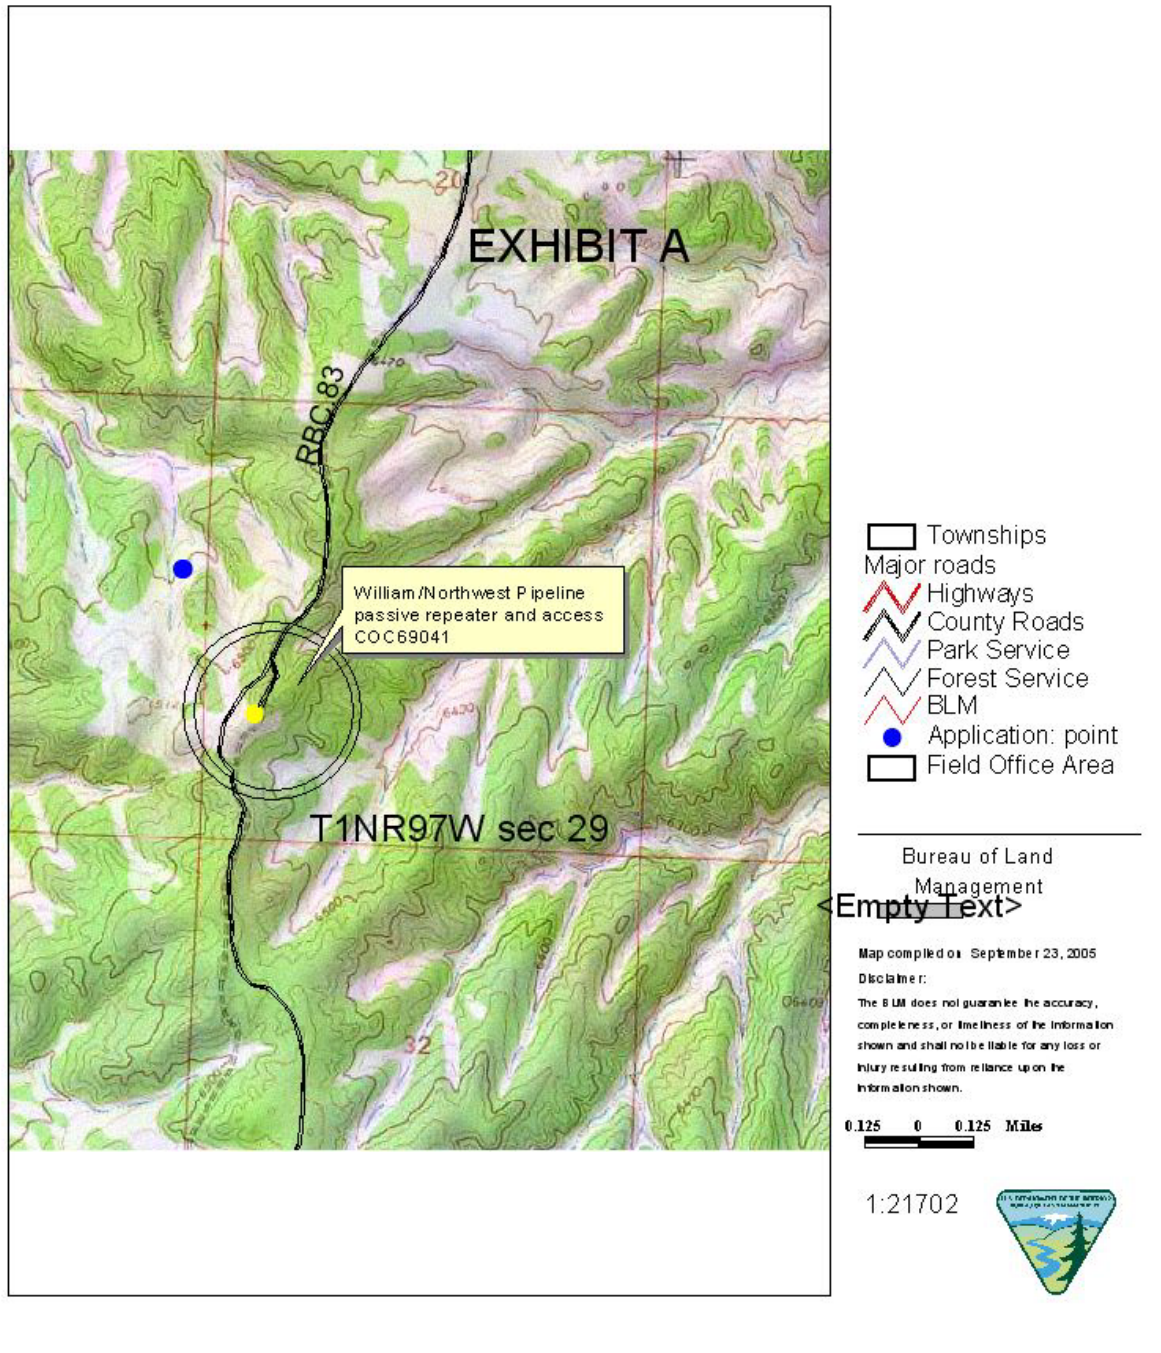 20
EXHIBIT A
6400
6470
RBC 83
William/Northwest Pipeline
passive repeater and access
COC69041
6400
T1NR97W sec 29
6400
32
6400
Townships
Major roads
Highways
County Roads
Park Service
Forest Service
BLM
Application: point
Field Office Area
Bureau of Land
Management
<Empty Text>
Map compiled on September 23, 2005
Disclaimer:
The BLM does not guarantee the accuracy,
completeness, or timeliness of the information
shown and shall not be liable for any loss or
injury resulting from reliance upon the
information shown.
0.125 0 0.125 Miles
1:21702